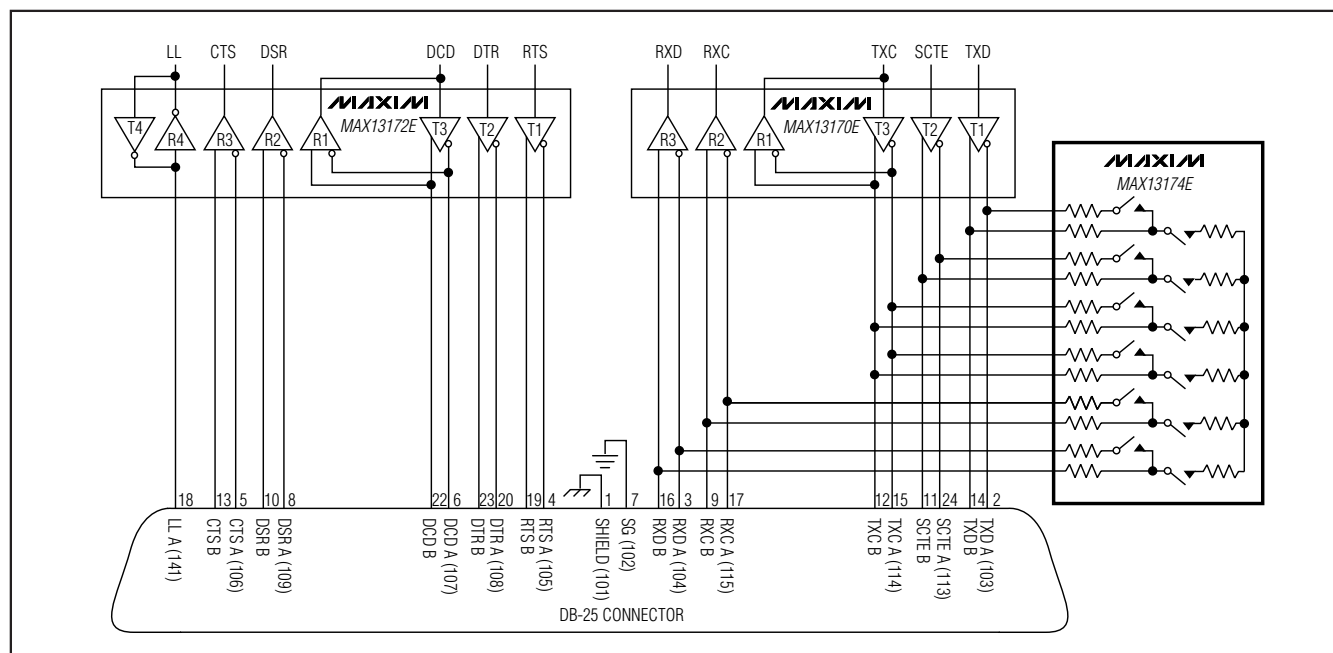 LL CTS DSR DCD DTR RTS RXD RXC TXC SCTE TXD
MAXIM
MAX13172E
T4 R4 R3 R2 R1 T3 T2 T1
MAXIM
MAX13170E
R3 R2 R1 T3 T2 T1
MAXIM
MAX13174E
18 13 5 10 8 22 6 23 20 19 4 1 7 16 3 9 17 12 15 11 24 14 2
LL A (141)
CTS B
CTS A (106)
DSR B
DSR A (109)
DCD B
DCD A (107)
DTR B
DTR A (108)
RTS B
RTS A (105)
SHIELD (101)
SG (102)
RXD B
RXD A (104)
RXC B
RXC A (115)
TXC B
TXC A (114)
SCTE B
SCTE A (113)
TXD B
TXD A (103)
DB-25 CONNECTOR